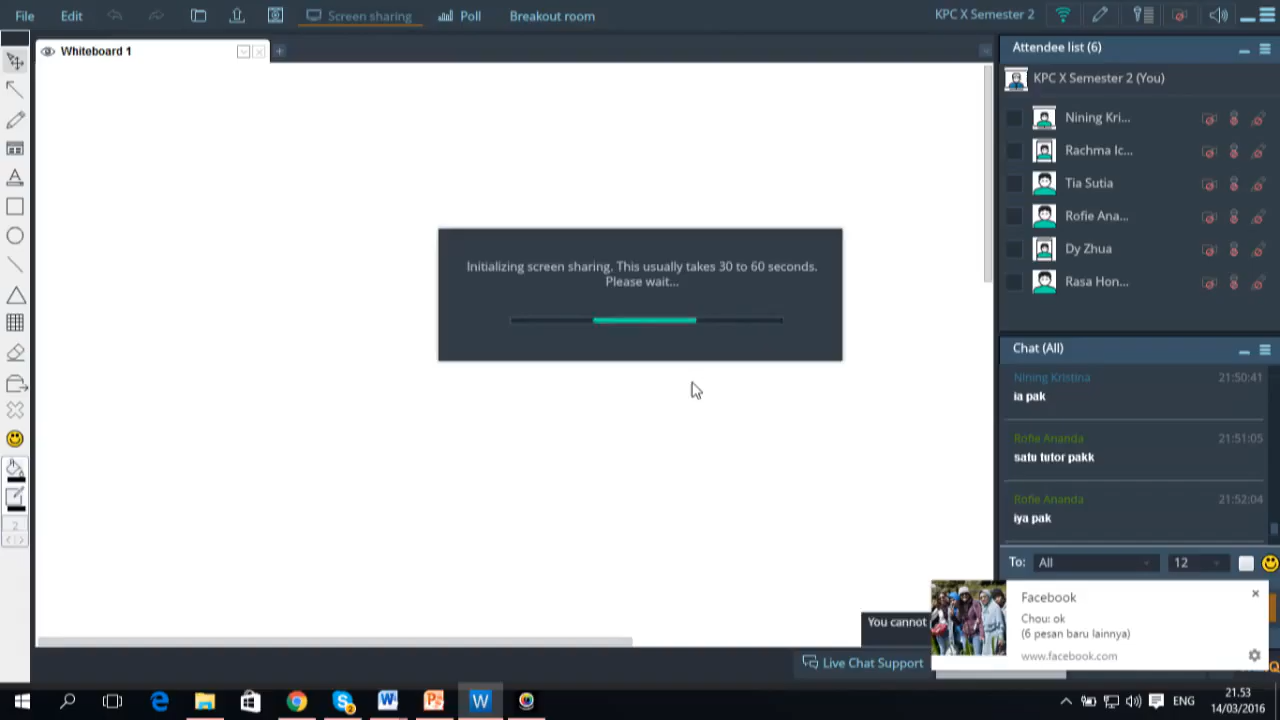 File Edit Screen sharing Poll Breakout room KPC X Semester 2
Whiteboard 1
Attendee list (6)
KPC X Semester 2 (You)
Nining Kri...
Rachma Ic...
Tia Sutia
Rofie Ana...
Dy Zhua
Rasa Hon...
Initializing screen sharing. This usually takes 30 to 60 seconds.
Please wait...
Chat (All)
Nining Kristina 21:50:41
ia pak
Rofie Ananda 21:51:05
satu tutor pakk
Rofie Ananda 21:52:04
iya pak
To: All 12
2
You cannot
Facebook
Chou: ok
(6 pesan baru lainnya)
www.facebook.com
Live Chat Support
ENG
21.53
14/03/2016